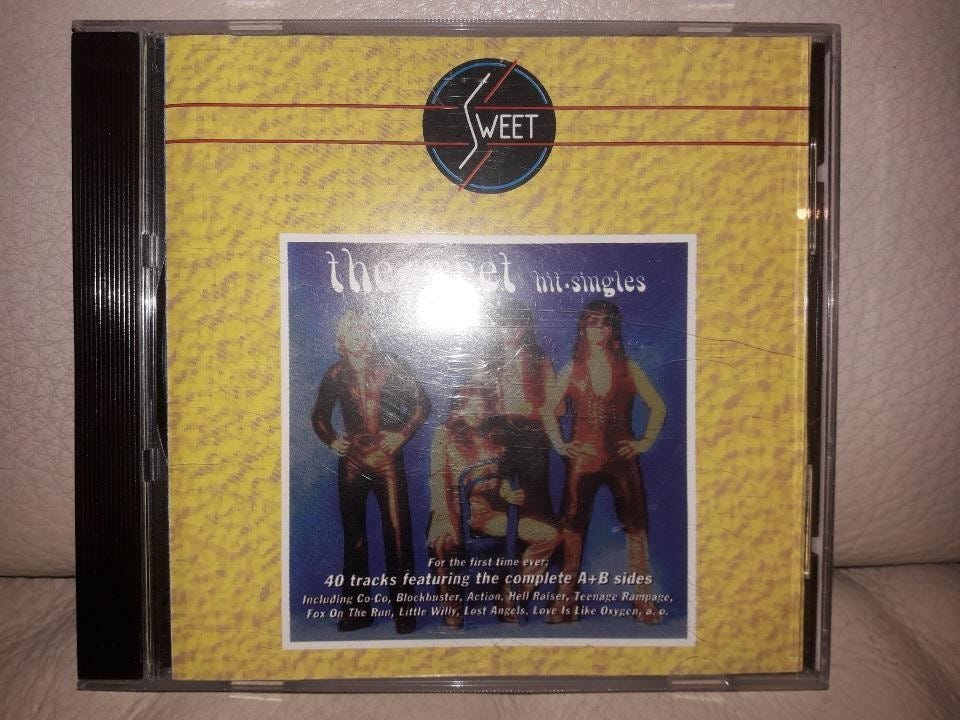 SWEET
the sweet hit-singles
For the first time ever:
40 tracks featuring the complete A+B sides
Including Co-Co, Blockbuster, Action, Hell Raiser, Teenage Rampage,
Fox On The Run, Little Willy, Lost Angels, Love Is Like Oxygen, a. o.